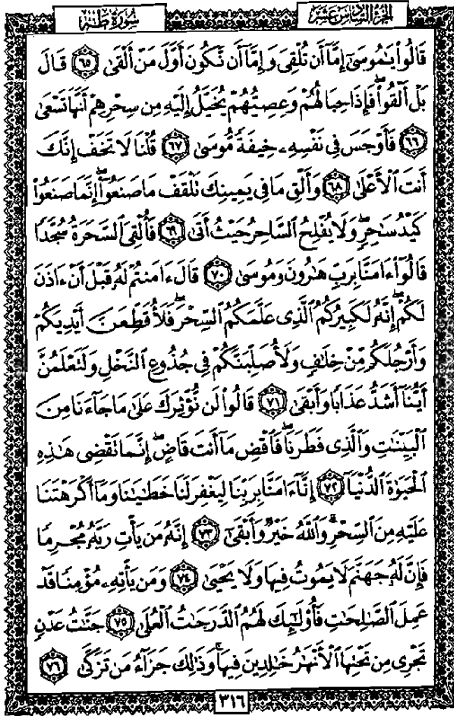 الجزء السادس عشر
سورة طه
قَالُوا۟ يَـٰمُوسَىٰٓ إِمَّآ أَن تُلْقِىَ وَإِمَّآ أَن نَّكُونَ أَوَّلَ مَنْ أَلْقَىٰ ﴿٦٥﴾ قَالَ
بَلْ أَلْقُوا۟ ۖ فَإِذَا حِبَالُهُمْ وَعِصِيُّهُمْ يُخَيَّلُ إِلَيْهِ مِن سِحْرِهِمْ أَنَّهَا تَسْعَىٰ
﴿٦٦﴾ فَأَوْجَسَ فِى نَفْسِهِۦ خِيفَةً مُّوسَىٰ ﴿٦٧﴾ قُلْنَا لَا تَخَفْ إِنَّكَ
أَنتَ ٱلْأَعْلَىٰ ﴿٦٨﴾ وَأَلْقِ مَا فِى يَمِينِكَ تَلْقَفْ مَا صَنَعُوٓا۟ ۖ إِنَّمَا صَنَعُوا۟
كَيْدُ سَـٰحِرٍ ۖ وَلَا يُفْلِحُ ٱلسَّاحِرُ حَيْثُ أَتَىٰ ﴿٦٩﴾ فَأُلْقِىَ ٱلسَّحَرَةُ سُجَّدًا
قَالُوٓا۟ ءَامَنَّا بِرَبِّ هَـٰرُونَ وَمُوسَىٰ ﴿٧٠﴾ قَالَ ءَامَنتُمْ لَهُۥ قَبْلَ أَنْ ءَاذَنَ
لَكُمْ ۖ إِنَّهُۥ لَكَبِيرُكُمُ ٱلَّذِى عَلَّمَكُمُ ٱلسِّحْرَ ۖ فَلَأُقَطِّعَنَّ أَيْدِيَكُمْ
وَأَرْجُلَكُم مِّنْ خِلَـٰفٍ وَلَأُصَلِّبَنَّكُمْ فِى جُذُوعِ ٱلنَّخْلِ وَلَتَعْلَمُنَّ
أَيُّنَآ أَشَدُّ عَذَابًا وَأَبْقَىٰ ﴿٧١﴾ قَالُوا۟ لَن نُّؤْثِرَكَ عَلَىٰ مَا جَآءَنَا مِنَ
ٱلْبَيِّنَـٰتِ وَٱلَّذِى فَطَرَنَا ۖ فَٱقْضِ مَآ أَنتَ قَاضٍ ۖ إِنَّمَا تَقْضِى هَـٰذِهِ
ٱلْحَيَوٰةَ ٱلدُّنْيَآ ﴿٧٢﴾ إِنَّآ ءَامَنَّا بِرَبِّنَا لِيَغْفِرَ لَنَا خَطَـٰيَـٰنَا وَمَآ أَكْرَهْتَنَا
عَلَيْهِ مِنَ ٱلسِّحْرِ ۗ وَٱللَّهُ خَيْرٌ وَأَبْقَىٰٓ ﴿٧٣﴾ إِنَّهُۥ مَن يَأْتِ رَبَّهُۥ مُجْرِمًا
فَإِنَّ لَهُۥ جَهَنَّمَ لَا يَمُوتُ فِيهَا وَلَا يَحْيَىٰ ﴿٧٤﴾ وَمَن يَأْتِهِۦ مُؤْمِنًا قَدْ
عَمِلَ ٱلصَّـٰلِحَـٰتِ فَأُو۟لَـٰٓئِكَ لَهُمُ ٱلدَّرَجَـٰتُ ٱلْعُلَىٰ ﴿٧٥﴾ جَنَّـٰتُ عَدْنٍ
تَجْرِى مِن تَحْتِهَا ٱلْأَنْهَـٰرُ خَـٰلِدِينَ فِيهَا ۚ وَذَٰلِكَ جَزَآءُ مَن تَزَكَّىٰ ﴿٧٦﴾
٣١٦